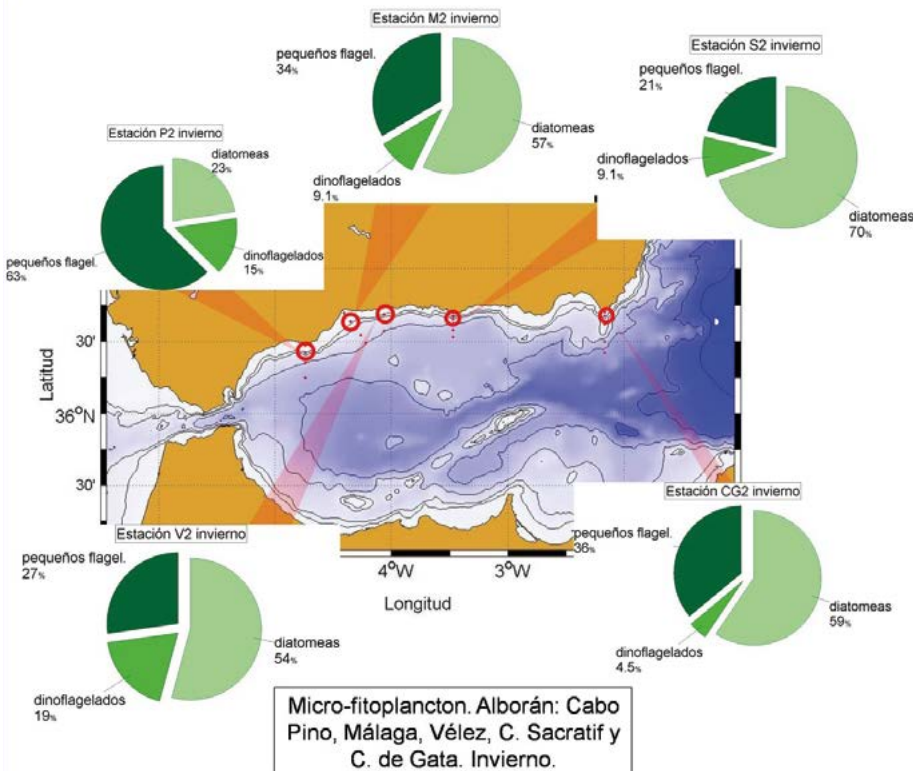 Estación M2 invierno
pequeños flagel.
34%
diatomeas
57%
dinoflagelados
9.1%
Estación S2 invierno
pequeños flagel.
21%
dinoflagelados
9.1%
diatomeas
70%
Estación P2 invierno
diatomeas
23%
dinoflagelados
15%
pequeños flagel.
63%
Latitud
30'
36°N
30'
4°W
3°W
Longitud
Estación V2 invierno
pequeños flagel.
27%
diatomeas
54%
dinoflagelados
19%
Estación CG2 invierno
pequeños flagel.
36%
diatomeas
59%
dinoflagelados
4.5%
Micro-fitoplancton. Alborán: Cabo
Pino, Málaga, Vélez, C. Sacratif y
C. de Gata. Invierno.